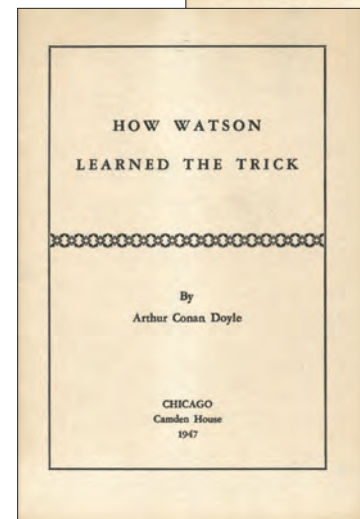 HOW WATSON
LEARNED THE TRICK
By
Arthur Conan Doyle
CHICAGO
Camden House
1947